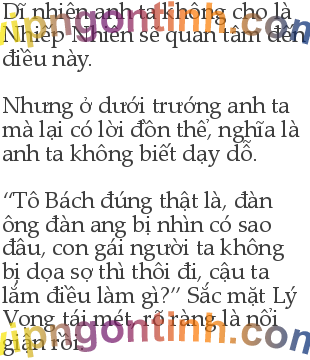 Dĩ nhiên anh ta không cho là
Nhiếp Nhiên sẽ quan tâm đến
điều này.
Nhưng ở dưới trướng anh ta
mà lại có lời đồn thể, nghĩa là
anh ta không biết dạy dỗ.
“Tô Bách đúng thật là, đàn
ông đàn ang bị nhìn có sao
đâu, con gái người ta không
bị dọa sợ thì thôi đi, cậu ta
lắm điều làm gì?” Sắc mặt Lý
Vọng tái mét, rõ ràng là nổi
giận rồi.
vipngontinh.com
vipngontinh.com